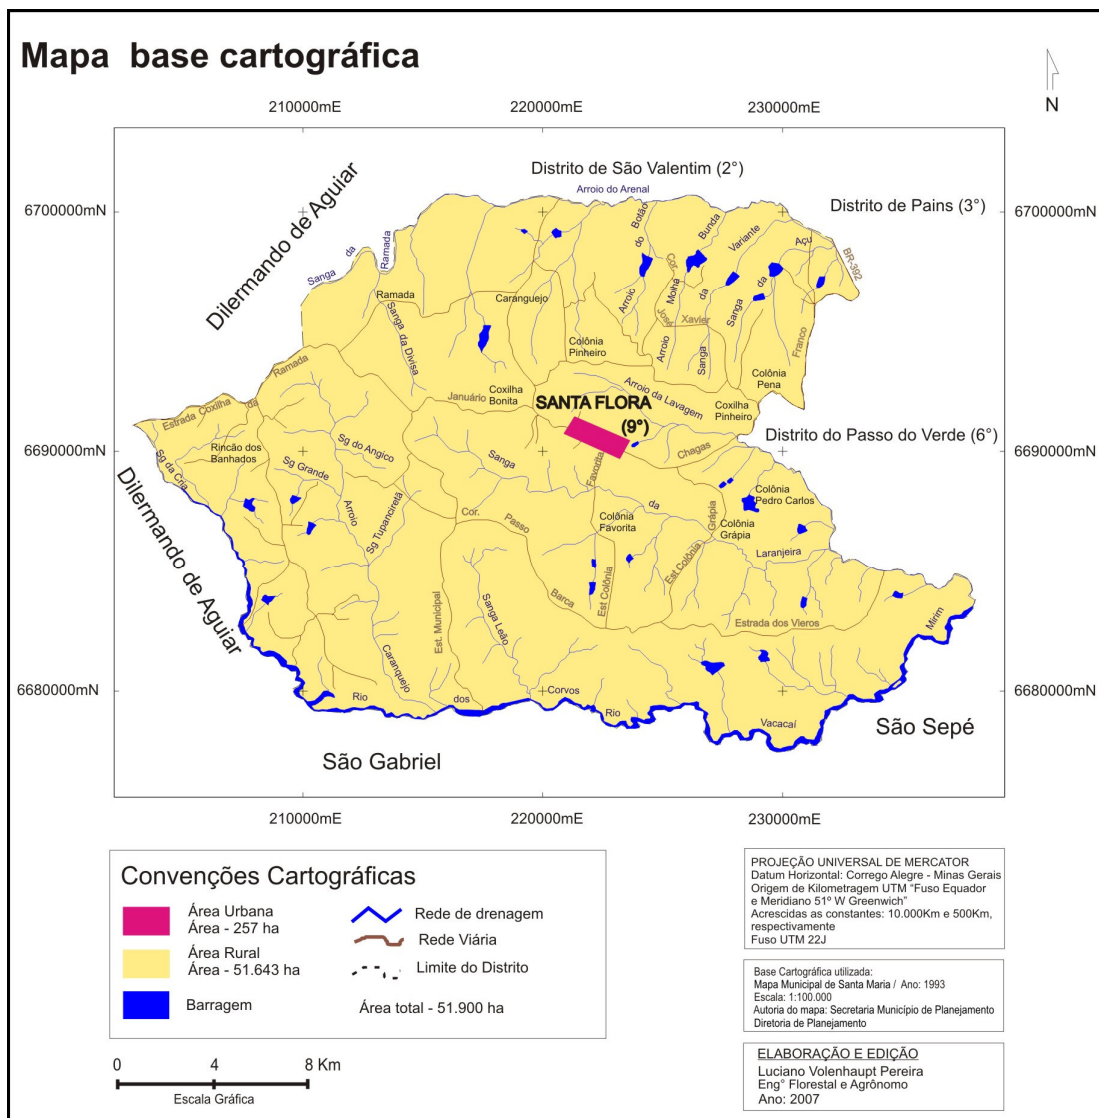 Mapa base cartográfica
N
210000mE
220000mE
230000mE
Distrito de São Valentim (2°)
Arroio do Arenal
6700000mN
6700000mN
Distrito de Pains (3°)
Dilermando de Aguiar
Sanga da Ramada
Botão
do
Arroio
Bunda
Variante
Açu
BR-392
Cor.
Molha
Arroio
da
Sanga
Sanga
da
José
Xavier
Franco
Ramada
Caranguejo
Sanga da Divisa
Colônia
Pinheiro
Colônia
Pena
Estrada Coxilha da Ramada
Januário
Coxilha
Bonita
Arroio da Lavagem
Coxilha
Pinheiro
SANTA FLORA
(9°)
Distrito do Passo do Verde (6°)
6690000mN
6690000mN
Rincão dos
Banhados
Sg da Cria
Sg do Angico
Sg Grande
Arroio
Sg Tupanciretã
Sanga
da
Laranjeira
Favorita
Chagas
Colônia
Pedro Carlos
Grápia
Colônia
Grápia
Colônia
Favorita
Cor.
Passo
Barca
Est Colônia
Est.Colônia
Dilermando de Aguiar
Est. Municipal
Sanga Leão
Caranquejo
Estrada dos Vieros
Mirim
6680000mN
6680000mN
Rio
dos
Corvos
Rio
Vacacaí
São Sepé
São Gabriel
210000mE
220000mE
230000mE
Convenções Cartográficas
Área Urbana
Área - 257 ha
Área Rural
Área - 51.643 ha
Barragem
Rede de drenagem
Rede Viária
Limite do Distrito
Área total - 51.900 ha
0 4 8 Km
Escala Gráfica
PROJEÇÃO UNIVERSAL DE MERCATOR
Datum Horizontal: Corrego Alegre - Minas Gerais
Origem de Kilometragem UTM “Fuso Equador
e Meridiano 51º W Greenwich”
Acrescidas as constantes: 10.000Km e 500Km,
respectivamente
Fuso UTM 22J
Base Cartográfica utilizada:
Mapa Municipal de Santa Maria / Ano: 1993
Escala: 1:100.000
Autoria do mapa: Secretaria Município de Planejamento
Diretoria de Planejamento
ELABORAÇÃO E EDIÇÃO
Luciano Volenhaupt Pereira
Eng° Florestal e Agrônomo
Ano: 2007